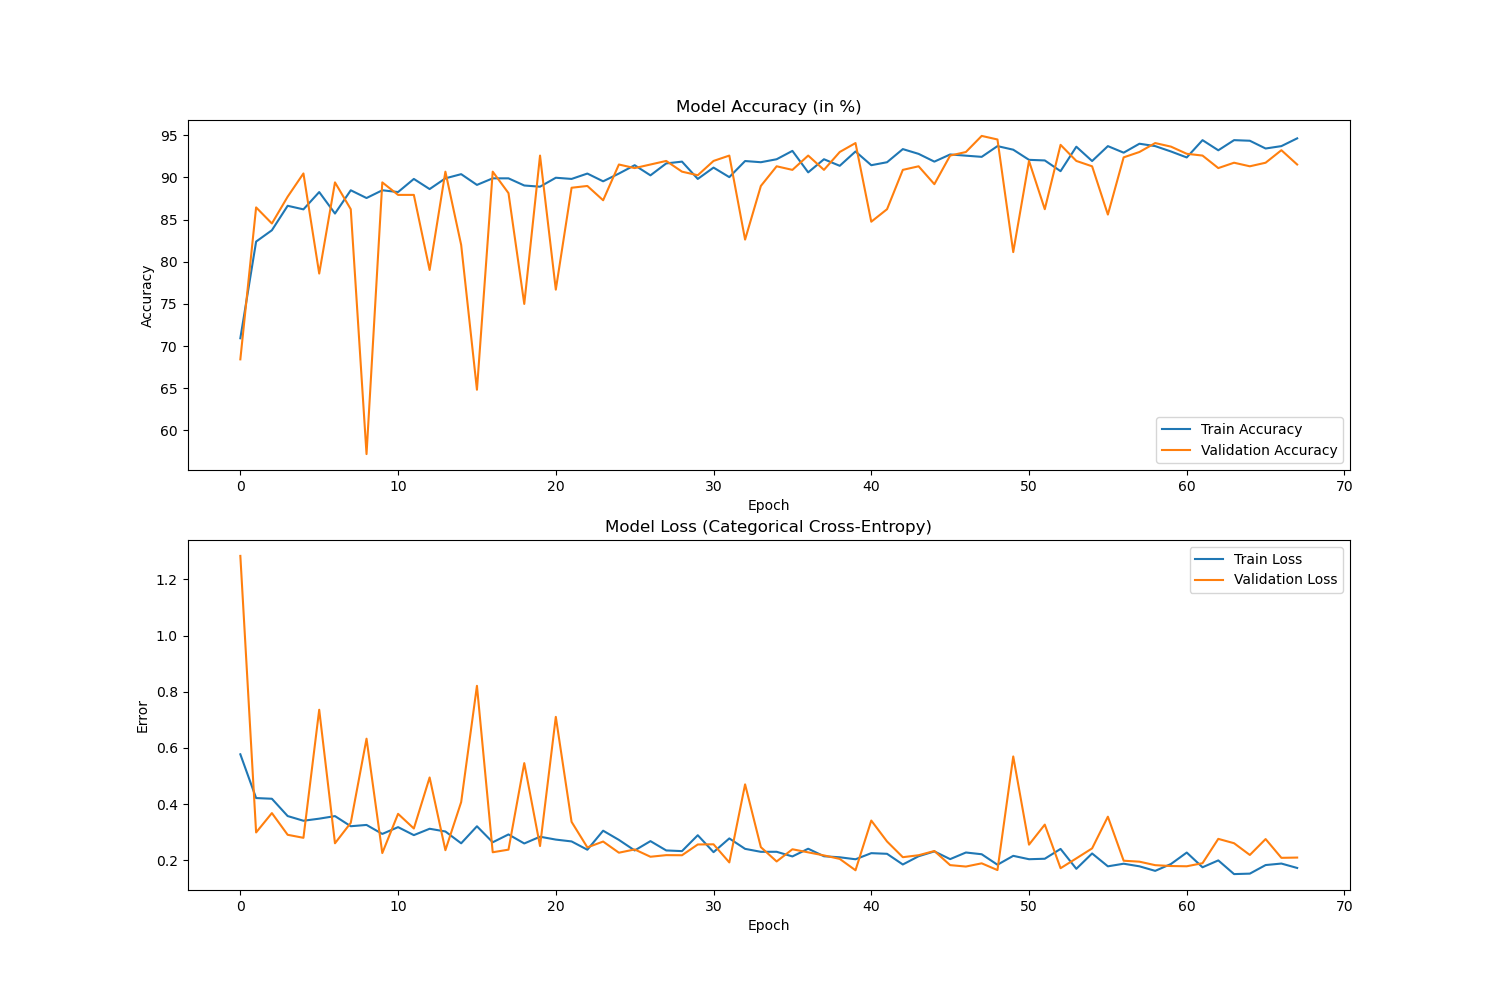 Model Accuracy (in %)
95
90
85
80
75
70
65
60
Accuracy
Train Accuracy
Validation Accuracy
0 10 20 30 40 50 60 70
Epoch
Model Loss (Categorical Cross-Entropy)
Train Loss
Validation Loss
1.2
1.0
0.8
0.6
0.4
0.2
Error
0 10 20 30 40 50 60 70
Epoch